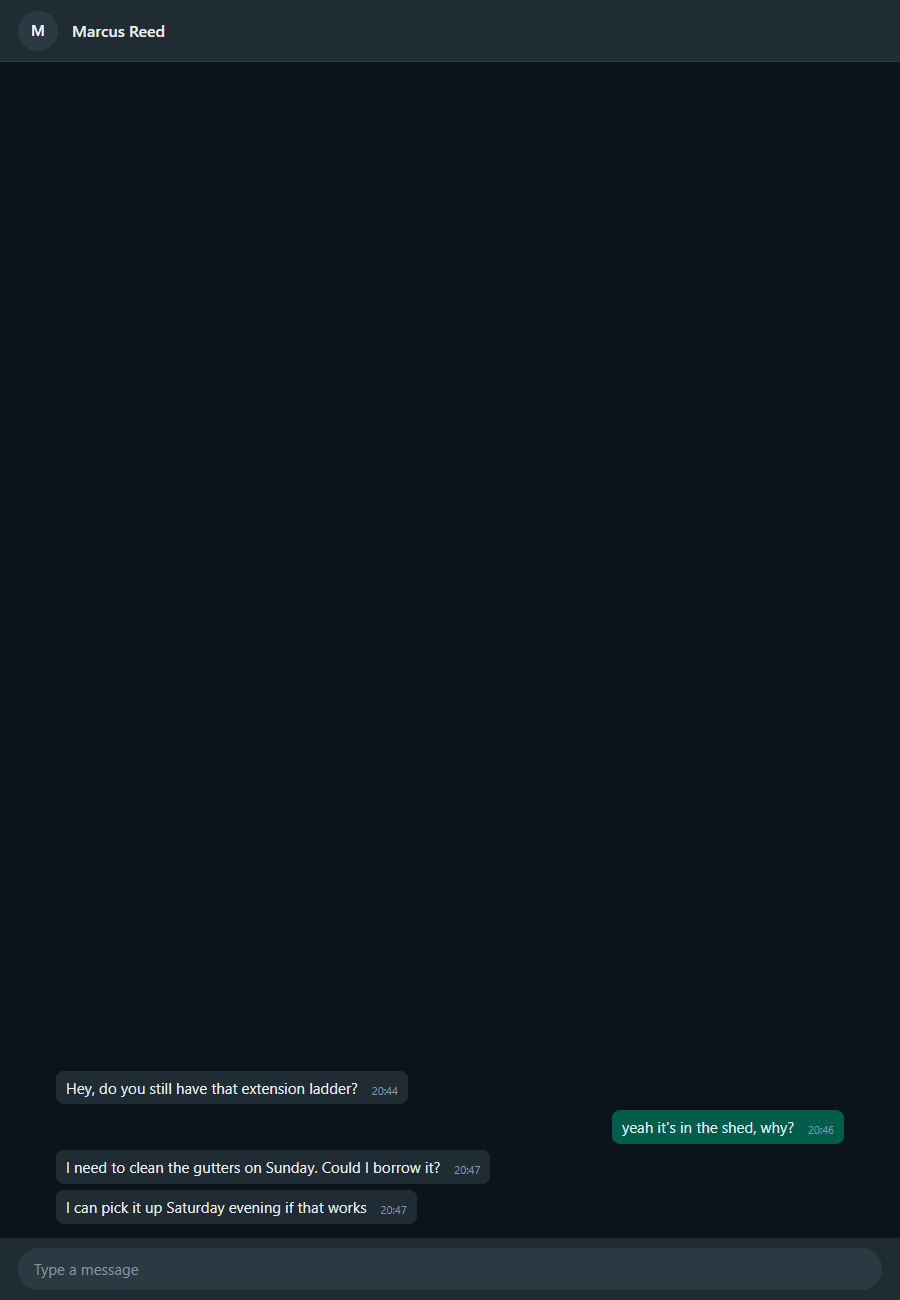 M
Marcus Reed
Hey, do you still have that extension ladder? 20:44
yeah it's in the shed, why? 20:46
I need to clean the gutters on Sunday. Could I borrow it? 20:47
I can pick it up Saturday evening if that works 20:47
Type a message